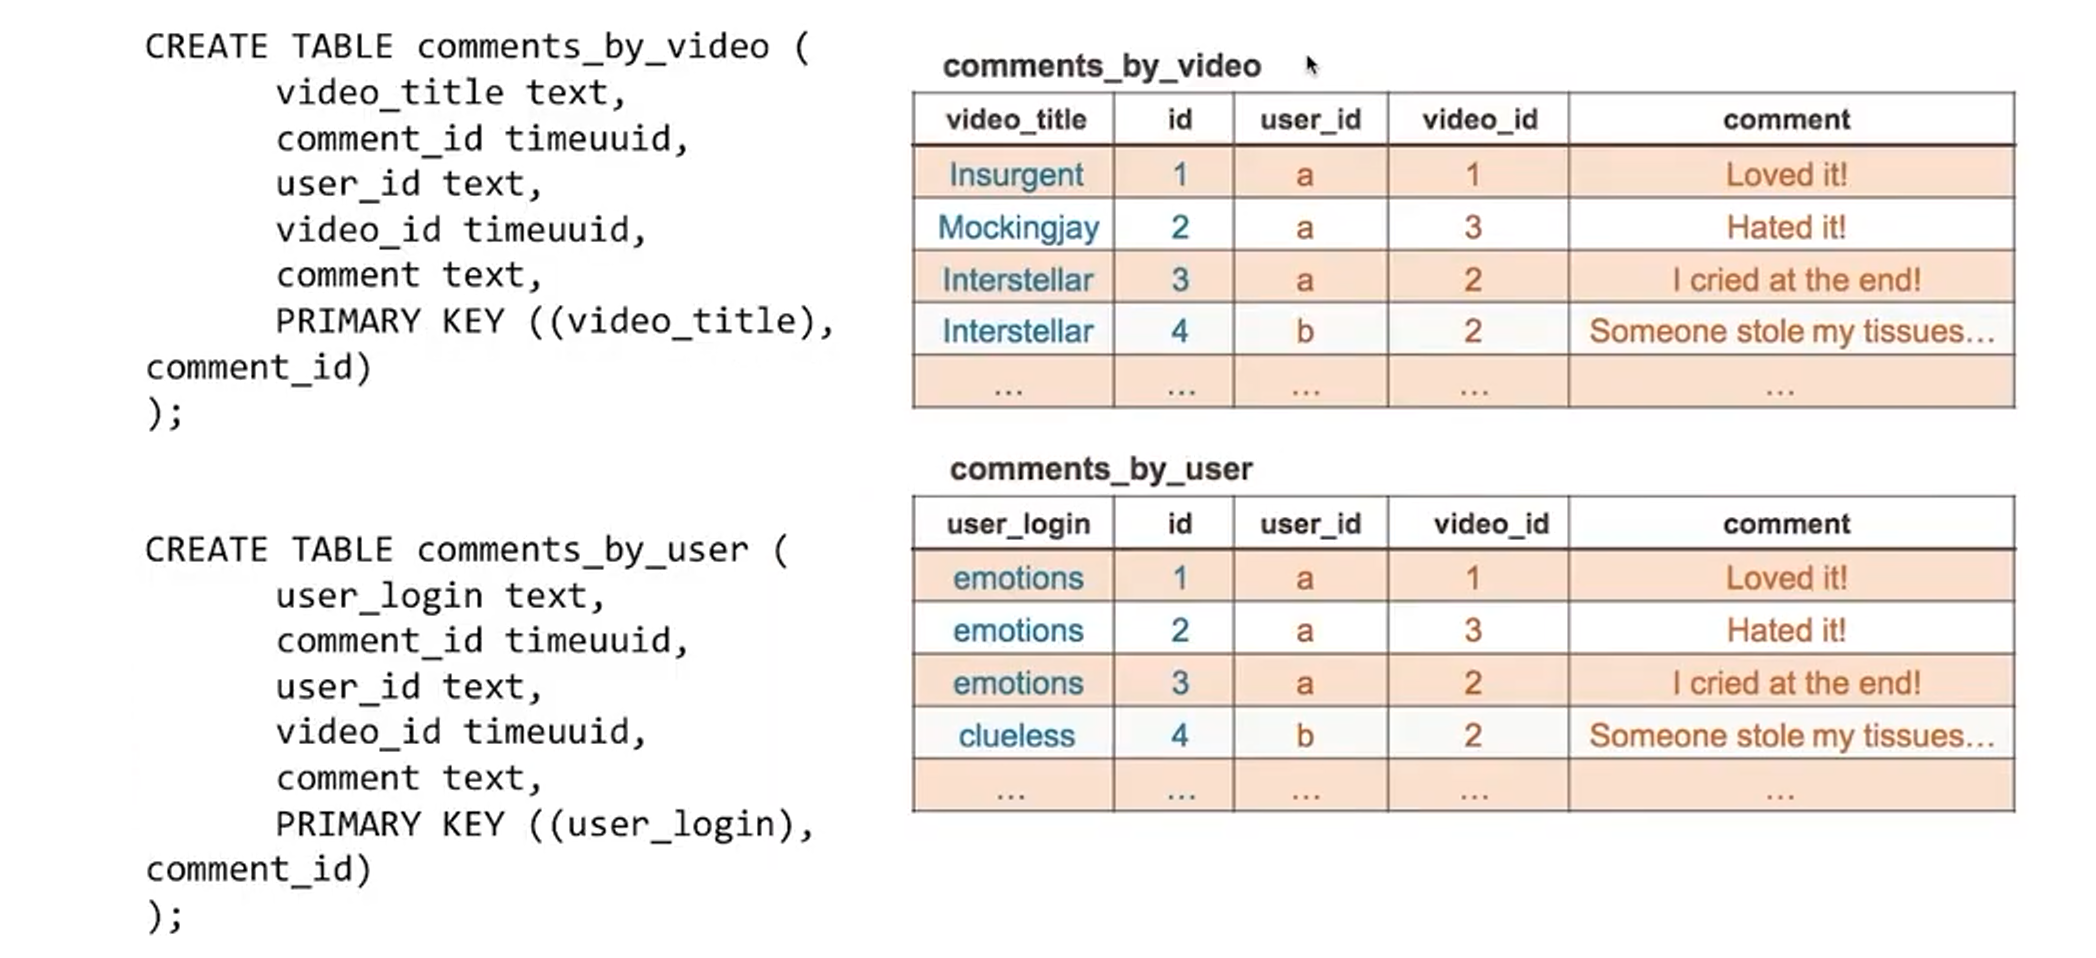 CREATE TABLE comments_by_video (
video_title text,
comment_id timeuuid,
user_id text,
video_id timeuuid,
comment text,
PRIMARY KEY ((video_title),
comment_id)
);
CREATE TABLE comments_by_user (
user_login text,
comment_id timeuuid,
user_id text,
video_id timeuuid,
comment text,
PRIMARY KEY ((user_login),
comment_id)
);
comments_by_video
video_title id user_id video_id comment
Insurgent 1 a 1 Loved it!
Mockingjay 2 a 3 Hated it!
Interstellar 3 a 2 I cried at the end!
Interstellar 4 b 2 Someone stole my tissues...
... ... ... ... ...
comments_by_user
user_login id user_id video_id comment
emotions 1 a 1 Loved it!
emotions 2 a 3 Hated it!
emotions 3 a 2 I cried at the end!
clueless 4 b 2 Someone stole my tissues...
... ... ... ... ...